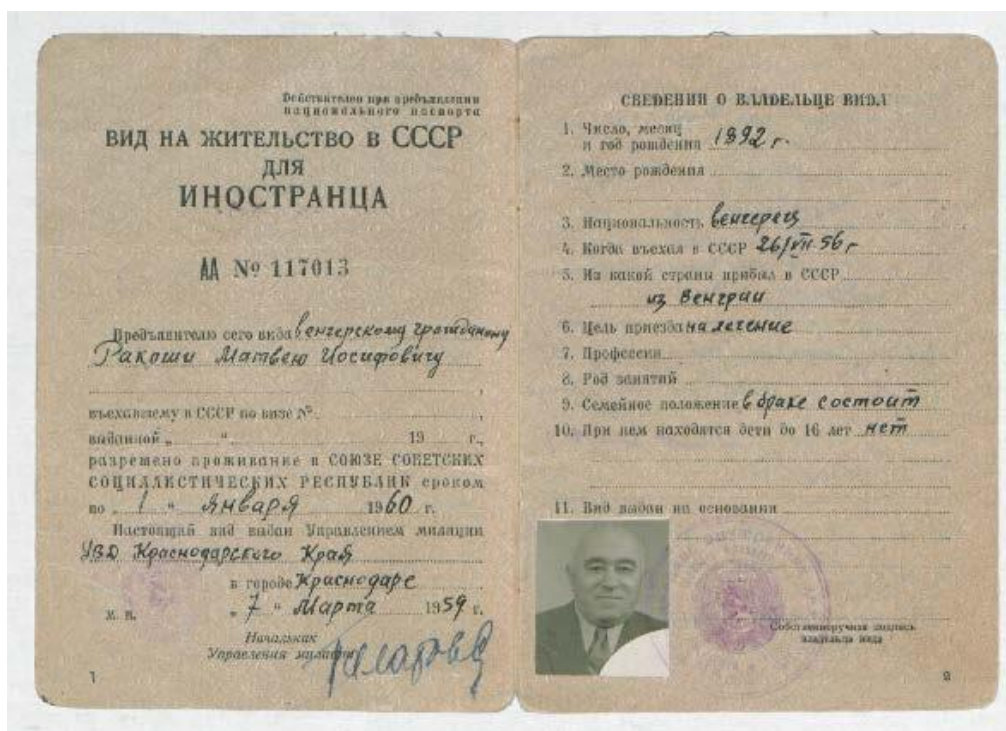 Действителен при предъявлении
национального паспорта
ВИД НА ЖИТЕЛЬСТВО В СССР
ДЛЯ
ИНОСТРАНЦА
АА № 117013
Предъявителю сего вида венгерскому гражданину
Ракоши Матвею Иосифовичу
въехавшему в СССР по визе №
выданной „ “ 19 г.,
разрешено проживание в СОЮЗЕ СОВЕТСКИХ
СОЦИАЛИСТИЧЕСКИХ РЕСПУБЛИК сроком
по „ 1 “ Января 1960 г.
Настоящий вид выдан Управлением милиции
УВД Краснодарского Края
в городе Краснодаре
м. п. „ 7 “ Марта 1959 г.
Начальник
Управления милиции
1
СВЕДЕНИЯ О ВЛАДЕЛЬЦЕ ВИДА
1. Число, месяц
и год рождения 1892 г.
2. Место рождения
3. Национальность венгерец
4. Когда въехал в СССР 26/VII-56 г
5. Из какой страны прибыл в СССР
из Венгрии
6. Цель приезда на лечение
7. Профессия
8. Род занятий
9. Семейное положение в браке состоит
10. При нем находятся дети до 16 лет нет
11. Вид выдан на основании
Собственноручная подпись
владельца вида
2